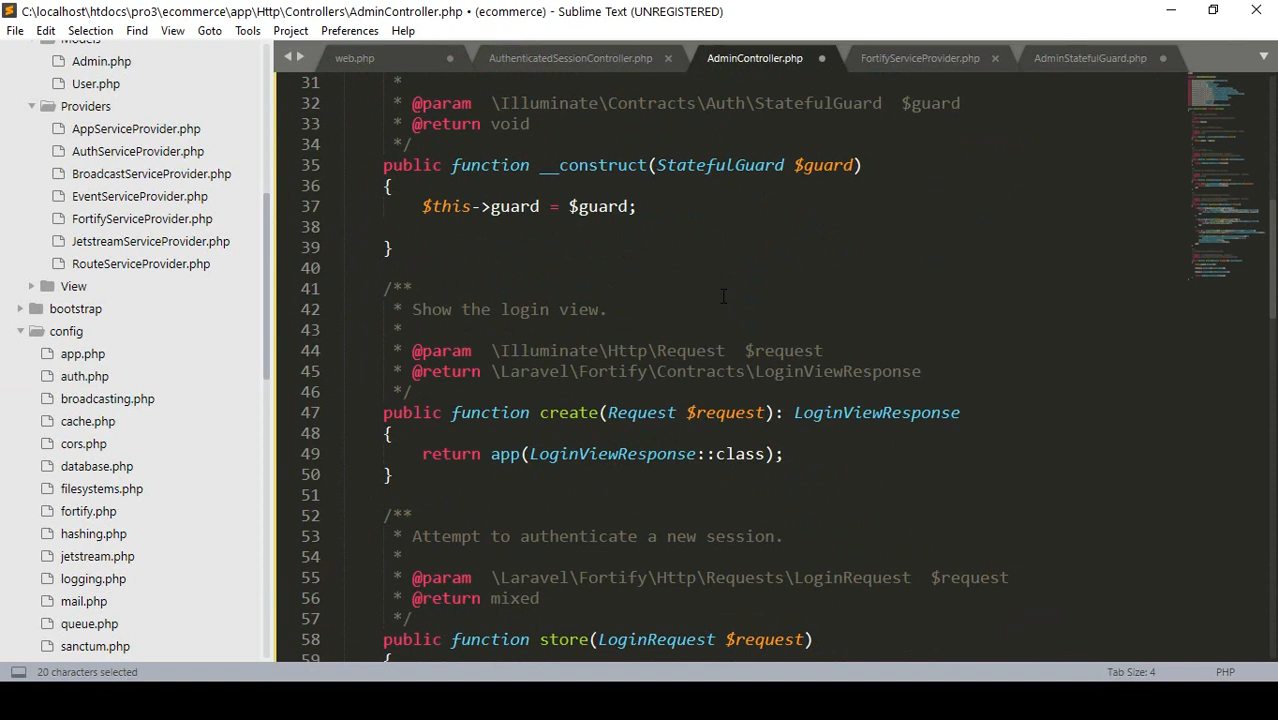 C:\localhost\htdocs\pro3\ecommerce\app\Http\Controllers\AdminController.php • (ecommerce) - Sublime Text (UNREGISTERED)
File Edit Selection Find View Goto Tools Project Preferences Help
web.php AuthenticatedSessionController.php × AdminController.php FortifyServiceProvider.php × AdminStatefulGuard.php
Models
Admin.php
User.php
Providers
AppServiceProvider.php
AuthServiceProvider.php
BroadcastServiceProvider.php
EventServiceProvider.php
FortifyServiceProvider.php
JetstreamServiceProvider.php
RouteServiceProvider.php
View
bootstrap
config
app.php
auth.php
broadcasting.php
cache.php
cors.php
database.php
filesystems.php
fortify.php
hashing.php
jetstream.php
logging.php
mail.php
queue.php
sanctum.php
31 *
32 * @param \Illuminate\Contracts\Auth\StatefulGuard $guard
33 * @return void
34 */
35 public function __construct(StatefulGuard $guard)
36 {
37 $this->guard = $guard;
38
39 }
40
41 /**
42 * Show the login view.
43 *
44 * @param \Illuminate\Http\Request $request
45 * @return \Laravel\Fortify\Contracts\LoginViewResponse
46 */
47 public function create(Request $request): LoginViewResponse
48 {
49 return app(LoginViewResponse::class);
50 }
51
52 /**
53 * Attempt to authenticate a new session.
54 *
55 * @param \Laravel\Fortify\Http\Requests\LoginRequest $request
56 * @return mixed
57 */
58 public function store(LoginRequest $request)
59 {
20 characters selected Tab Size: 4 PHP